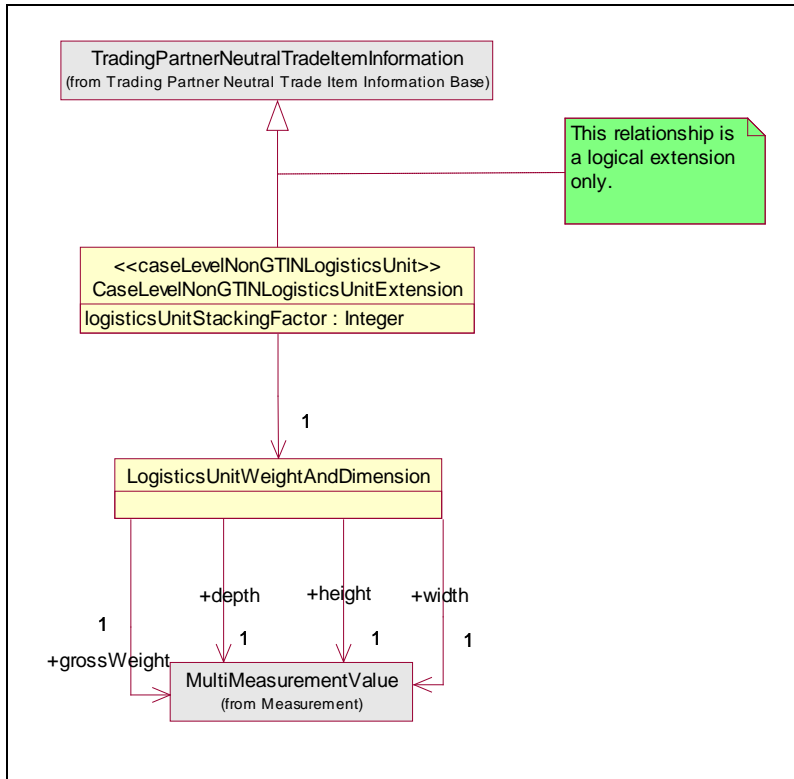 TradingPartnerNeutralTradeItemInformation
(from Trading Partner Neutral Trade Item Information Base)
This relationship is
a logical extension
only.
<<caseLevelNonGTINLogisticsUnit>>
CaseLevelNonGTINLogisticsUnitExtension
logisticsUnitStackingFactor : Integer
1
LogisticsUnitWeightAndDimension
+depth
+height
+width
1
1
1
1
+grossWeight
MultiMeasurementValue
(from Measurement)